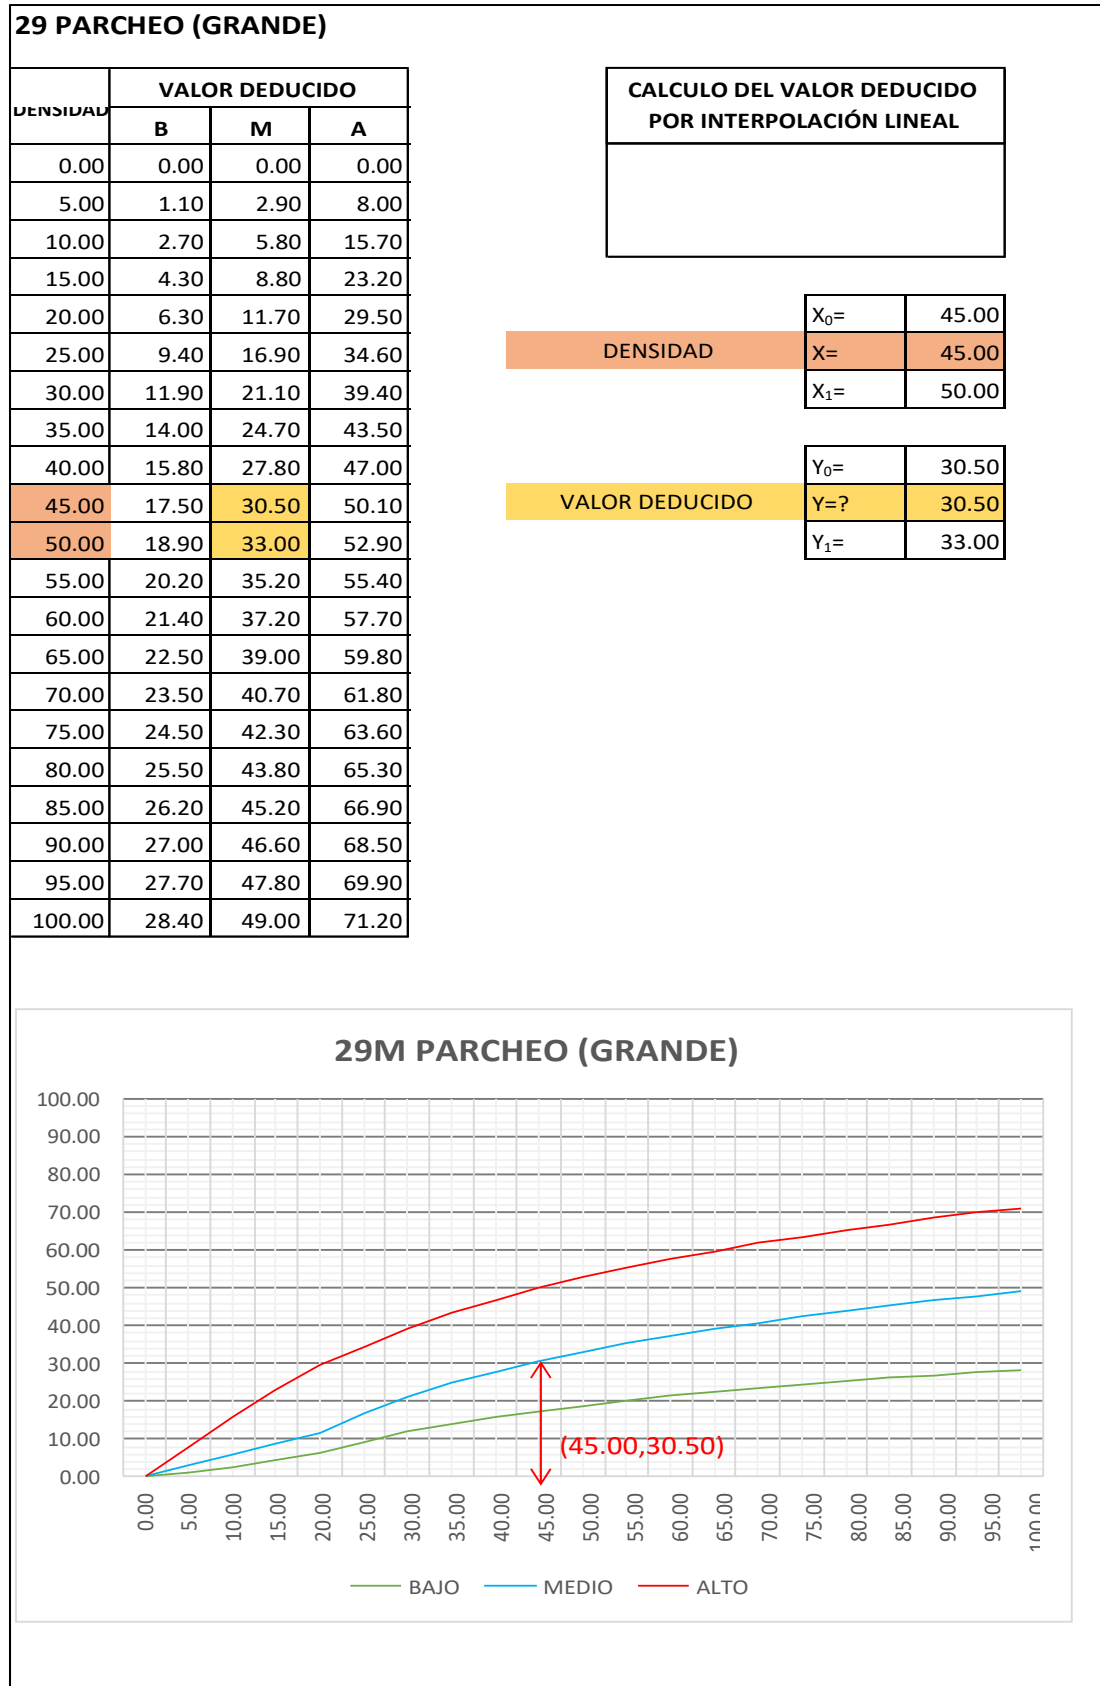 29 PARCHEO (GRANDE)
DENSIDAD VALOR DEDUCIDO
B M A
0.00 0.00 0.00 0.00
5.00 1.10 2.90 8.00
10.00 2.70 5.80 15.70
15.00 4.30 8.80 23.20
20.00 6.30 11.70 29.50
25.00 9.40 16.90 34.60
30.00 11.90 21.10 39.40
35.00 14.00 24.70 43.50
40.00 15.80 27.80 47.00
45.00 17.50 30.50 50.10
50.00 18.90 33.00 52.90
55.00 20.20 35.20 55.40
60.00 21.40 37.20 57.70
65.00 22.50 39.00 59.80
70.00 23.50 40.70 61.80
75.00 24.50 42.30 63.60
80.00 25.50 43.80 65.30
85.00 26.20 45.20 66.90
90.00 27.00 46.60 68.50
95.00 27.70 47.80 69.90
100.00 28.40 49.00 71.20
CALCULO DEL VALOR DEDUCIDO
POR INTERPOLACIÓN LINEAL
X₀= 45.00
DENSIDAD X= 45.00
X₁= 50.00
Y₀= 30.50
VALOR DEDUCIDO Y=? 30.50
Y₁= 33.00
29M PARCHEO (GRANDE)
100.00
90.00
80.00
70.00
60.00
50.00
40.00
30.00
20.00
10.00
0.00
(45.00,30.50)
0.00 5.00 10.00 15.00 20.00 25.00 30.00 35.00 40.00 45.00 50.00 55.00 60.00 65.00 70.00 75.00 80.00 85.00 90.00 95.00 100.00
BAJO MEDIO ALTO